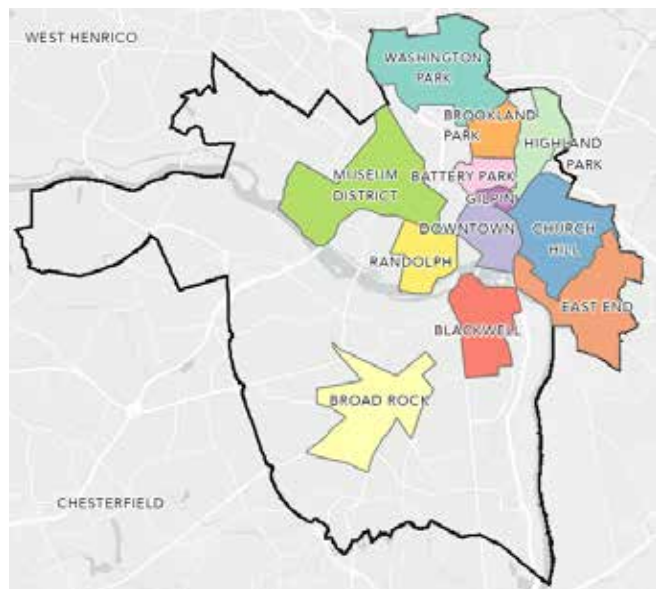 WEST HENRICO
WASHINGTON
PARK
BROOKLAND
PARK
HIGHLAND
PARK
MUSEUM
DISTRICT
BATTERY PARK
GILPIN
DOWNTOWN
CHURCH
HILL
RANDOLPH
EAST END
BLACKWELL
BROAD ROCK
CHESTERFIELD